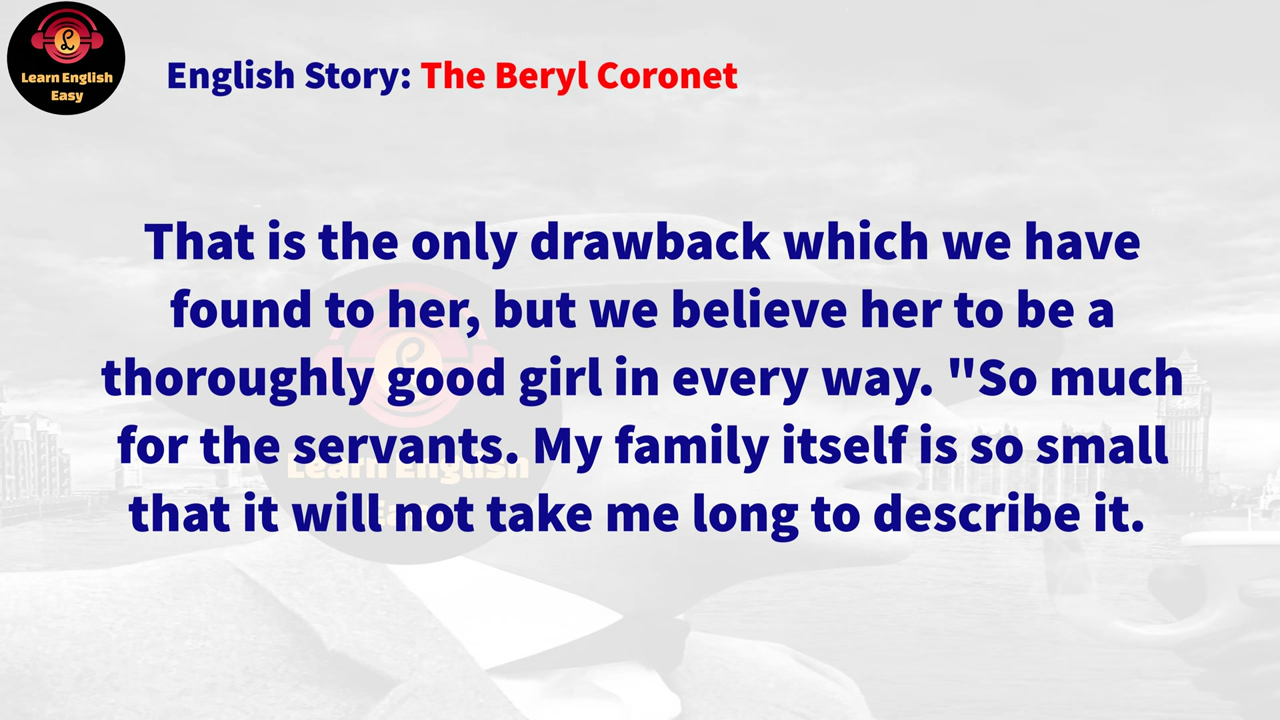 Learn English
Easy
English Story: The Beryl Coronet
That is the only drawback which we have
found to her, but we believe her to be a
thoroughly good girl in every way. "So much
for the servants. My family itself is so small
that it will not take me long to describe it.
Learn English